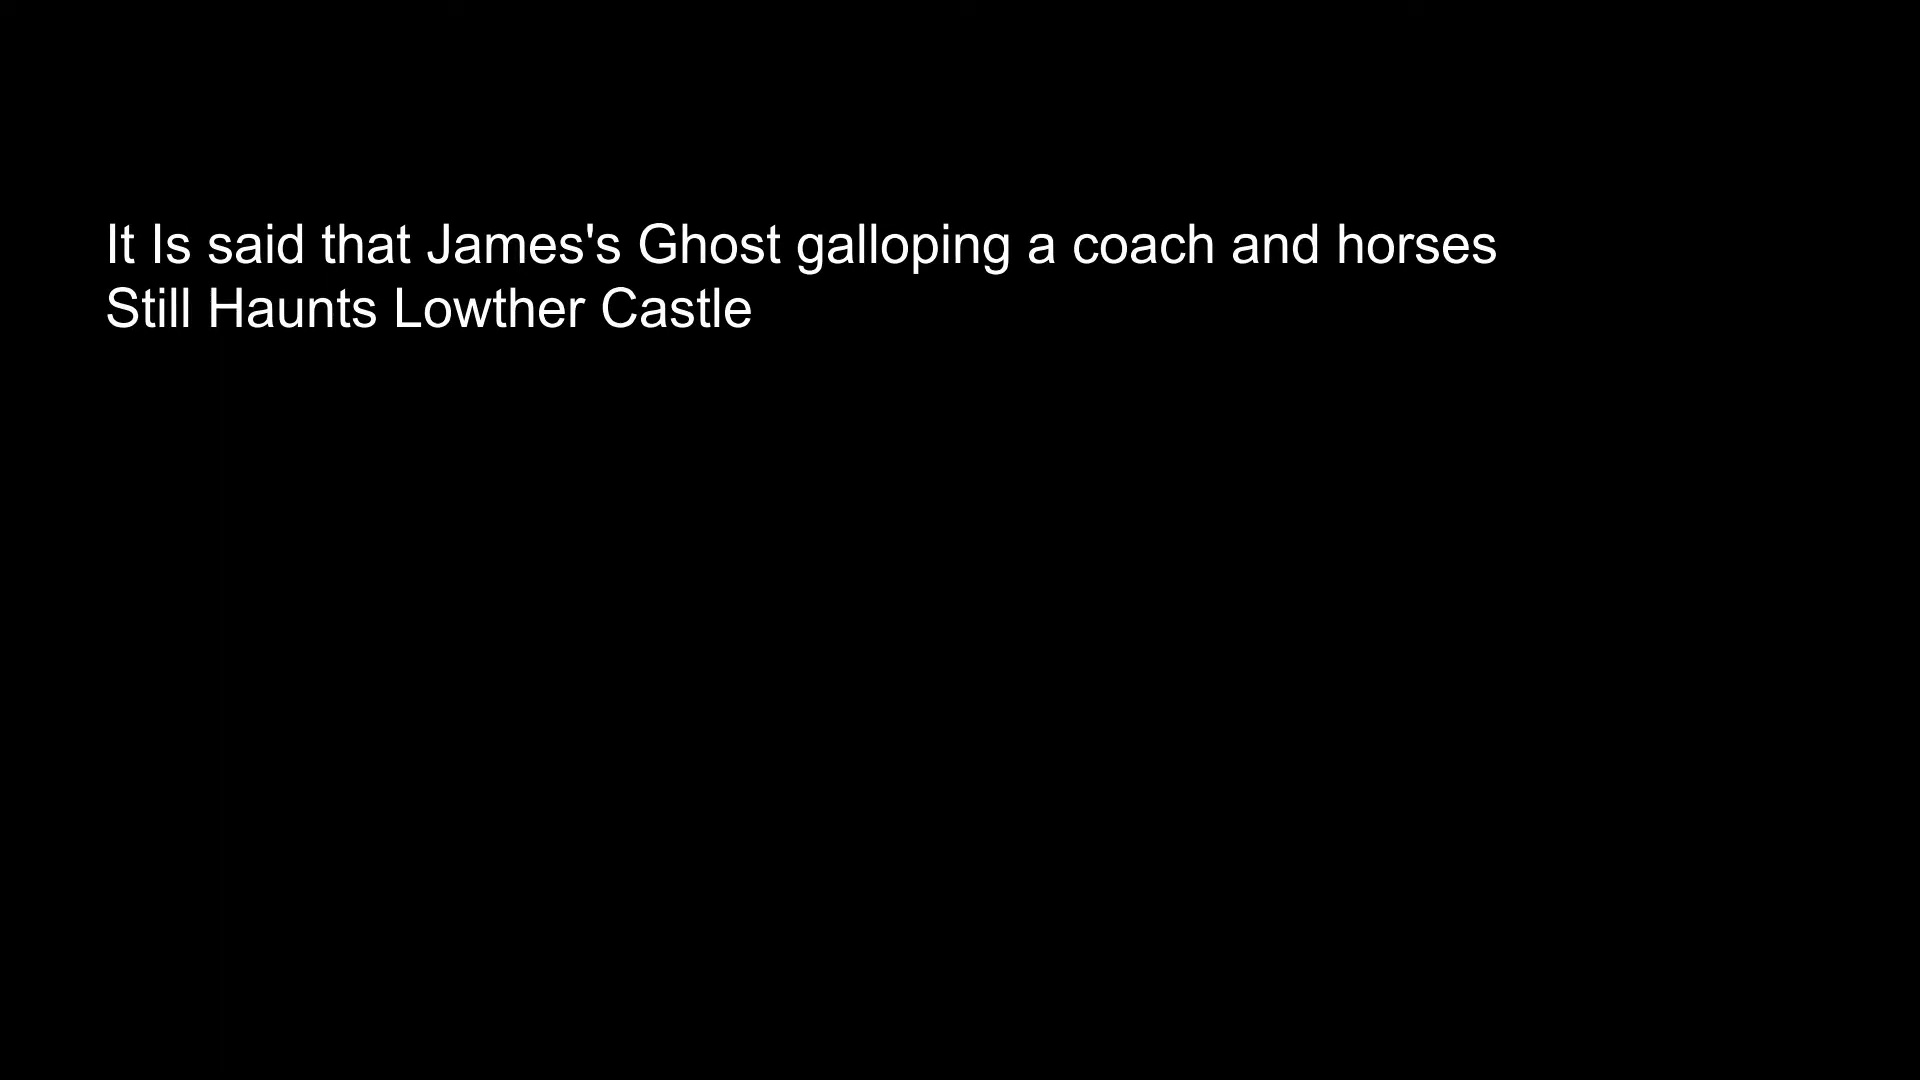 It Is said that James's Ghost galloping a coach and horses
Still Haunts Lowther Castle